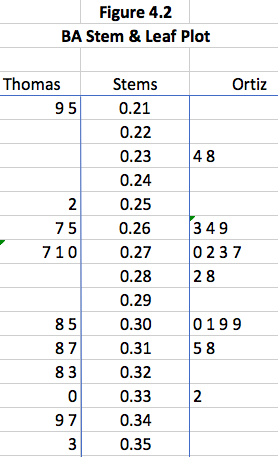 Figure 4.2
BA Stem & Leaf Plot
Thomas Stems Ortiz
9 5 0.21
0.22
0.23 4 8
0.24
2 0.25
7 5 0.26 3 4 9
7 1 0 0.27 0 2 3 7
0.28 2 8
0.29
8 5 0.30 0 1 9 9
8 7 0.31 5 8
8 3 0.32
0 0.33 2
9 7 0.34
3 0.35